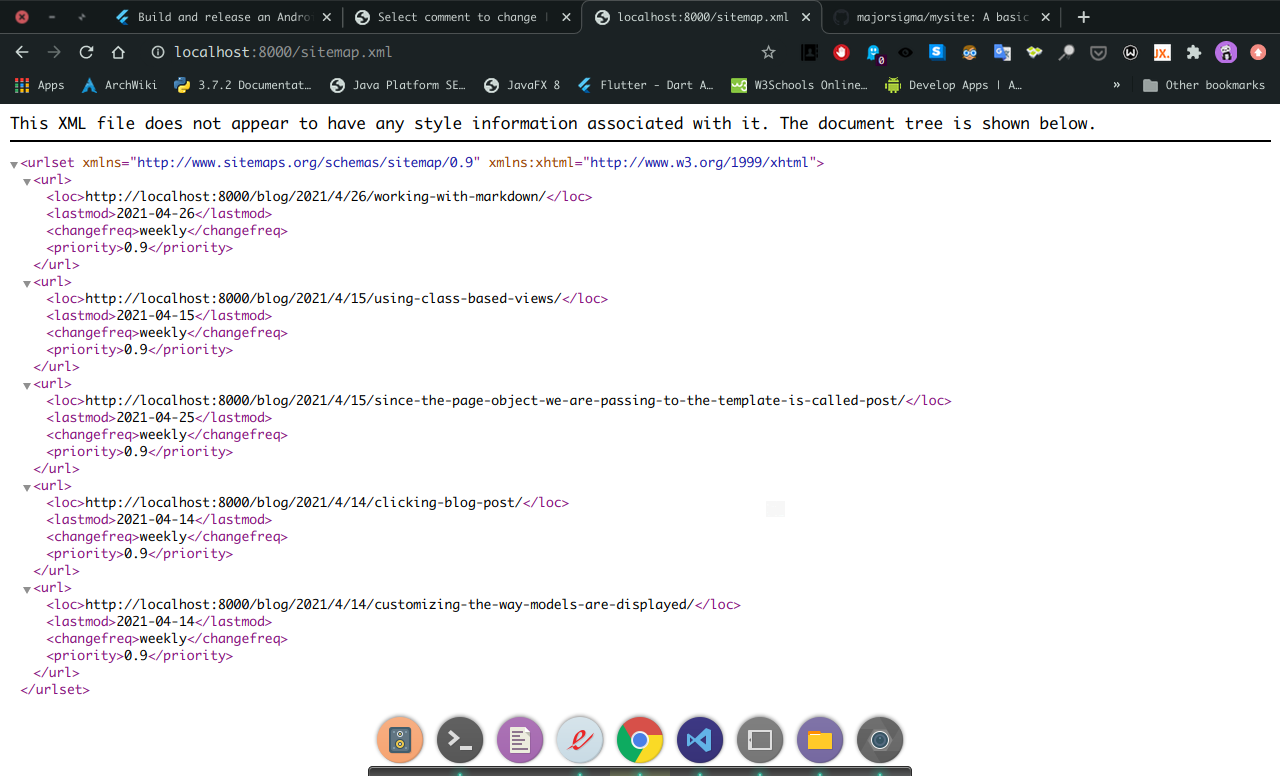 Build and release an Andro
Select comment to change |
localhost:8000/sitemap.xml
majorsigma/mysite: A basic
localhost:8000/sitemap.xml
0
S
W
JX.
Apps
ArchWiki
3.7.2 Documentat…
Java Platform SE…
JavaFX 8
Flutter - Dart A…
W3Schools Online…
Develop Apps | A…
»
Other bookmarks
This XML file does not appear to have any style information associated with it. The document tree is shown below.
<urlset xmlns="http://www.sitemaps.org/schemas/sitemap/0.9" xmlns:xhtml="http://www.w3.org/1999/xhtml">
<url>
<loc>http://localhost:8000/blog/2021/4/26/working-with-markdown/</loc>
<lastmod>2021-04-26</lastmod>
<changefreq>weekly</changefreq>
<priority>0.9</priority>
</url>
<url>
<loc>http://localhost:8000/blog/2021/4/15/using-class-based-views/</loc>
<lastmod>2021-04-15</lastmod>
<changefreq>weekly</changefreq>
<priority>0.9</priority>
</url>
<url>
<loc>http://localhost:8000/blog/2021/4/15/since-the-page-object-we-are-passing-to-the-template-is-called-post/</loc>
<lastmod>2021-04-25</lastmod>
<changefreq>weekly</changefreq>
<priority>0.9</priority>
</url>
<url>
<loc>http://localhost:8000/blog/2021/4/14/clicking-blog-post/</loc>
<lastmod>2021-04-14</lastmod>
<changefreq>weekly</changefreq>
<priority>0.9</priority>
</url>
<url>
<loc>http://localhost:8000/blog/2021/4/14/customizing-the-way-models-are-displayed/</loc>
<lastmod>2021-04-14</lastmod>
<changefreq>weekly</changefreq>
<priority>0.9</priority>
</url>
</urlset>